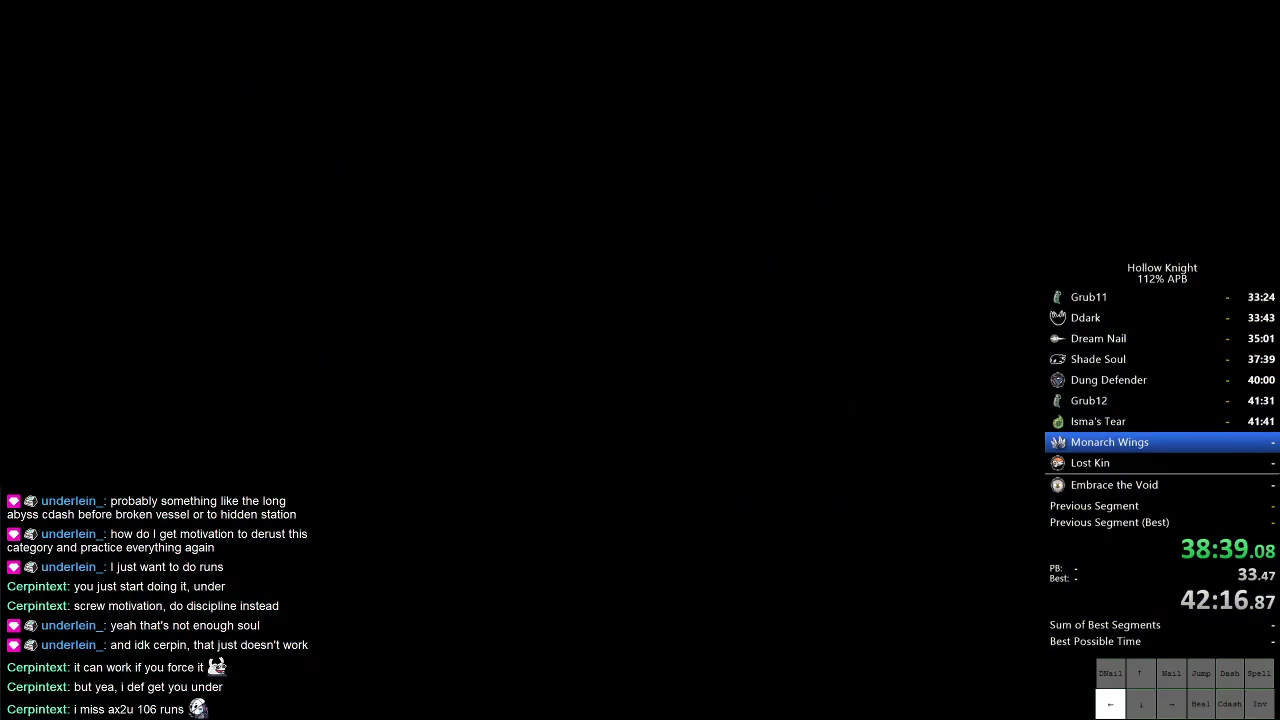 Hollow Knight
112% APB
Grub11 - 33:24
Ddark - 33:43
Dream Nail - 35:01
Shade Soul - 37:39
Dung Defender - 40:00
Grub12 - 41:31
Isma's Tear - 41:41
Monarch Wings -
Lost Kin -
Embrace the Void -
Previous Segment -
Previous Segment (Best) -
38:39.08
PB: -
Best: -
33.47
42:16.87
Sum of Best Segments -
Best Possible Time -
DNail ↑ Nail Jump Dash Spell
← ↓ → Heal Cdash Inv
underlein_: probably something like the long
abyss cdash before broken vessel or to hidden station
underlein_: how do I get motivation to derust this
category and practice everything again
underlein_: I just want to do runs
Cerpintext: you just start doing it, under
Cerpintext: screw motivation, do discipline instead
underlein_: yeah that's not enough soul
underlein_: and idk cerpin, that just doesn't work
Cerpintext: it can work if you force it
Cerpintext: but yea, i def get you under
Cerpintext: i miss ax2u 106 runs